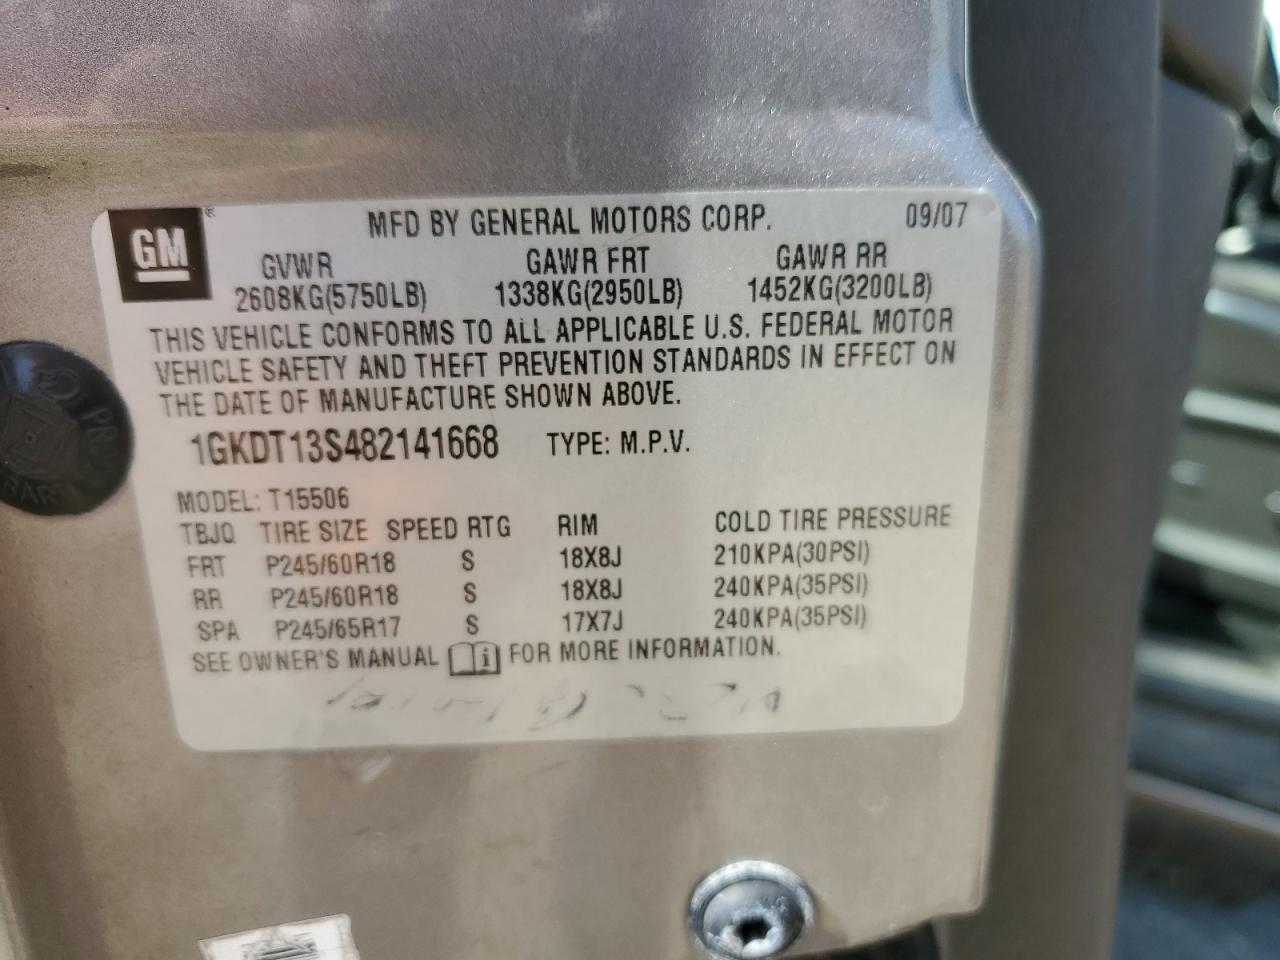 GM
®
MFD BY GENERAL MOTORS CORP. 09/07
GVWR GAWR FRT GAWR RR
2608KG(5750LB) 1338KG(2950LB) 1452KG(3200LB)
THIS VEHICLE CONFORMS TO ALL APPLICABLE U.S. FEDERAL MOTOR
VEHICLE SAFETY AND THEFT PREVENTION STANDARDS IN EFFECT ON
THE DATE OF MANUFACTURE SHOWN ABOVE.
1GKDT13S482141668 TYPE: M.P.V.
MODEL: T15506
TBJQ TIRE SIZE SPEED RTG RIM COLD TIRE PRESSURE
FRT P245/60R18 S 18X8J 210KPA(30PSI)
RR P245/60R18 S 18X8J 240KPA(35PSI)
SPA P245/65R17 S 17X7J 240KPA(35PSI)
SEE OWNER'S MANUAL i FOR MORE INFORMATION.